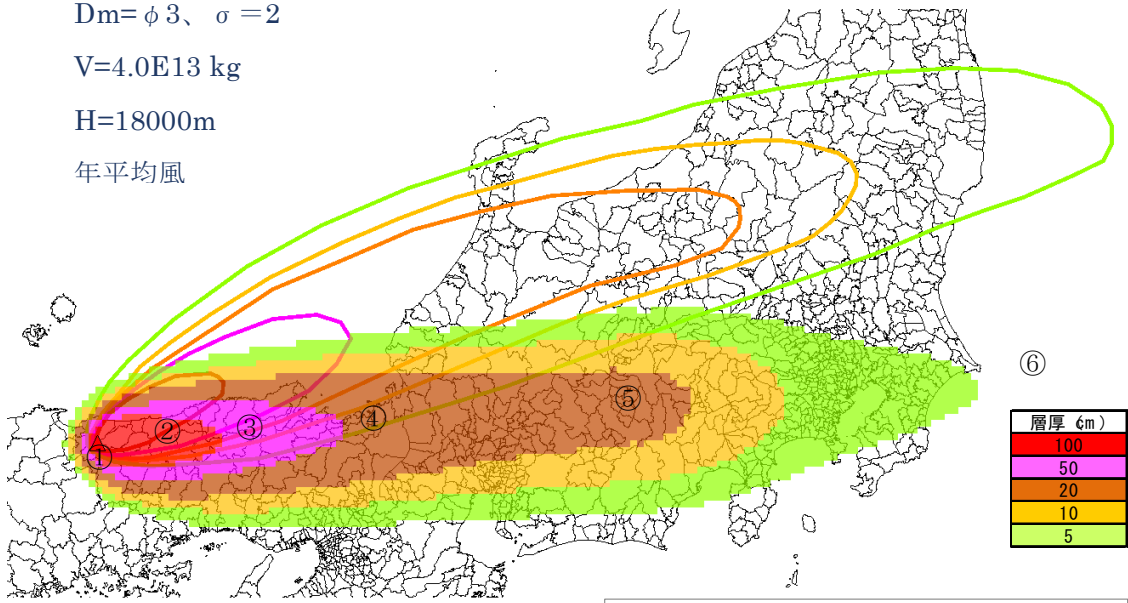 Dm=φ3、σ=2
V=4.0E13 kg
H=18000m
年平均風
①
②
③
④
⑤
⑥
層厚 (cm)
100
50
20
10
5